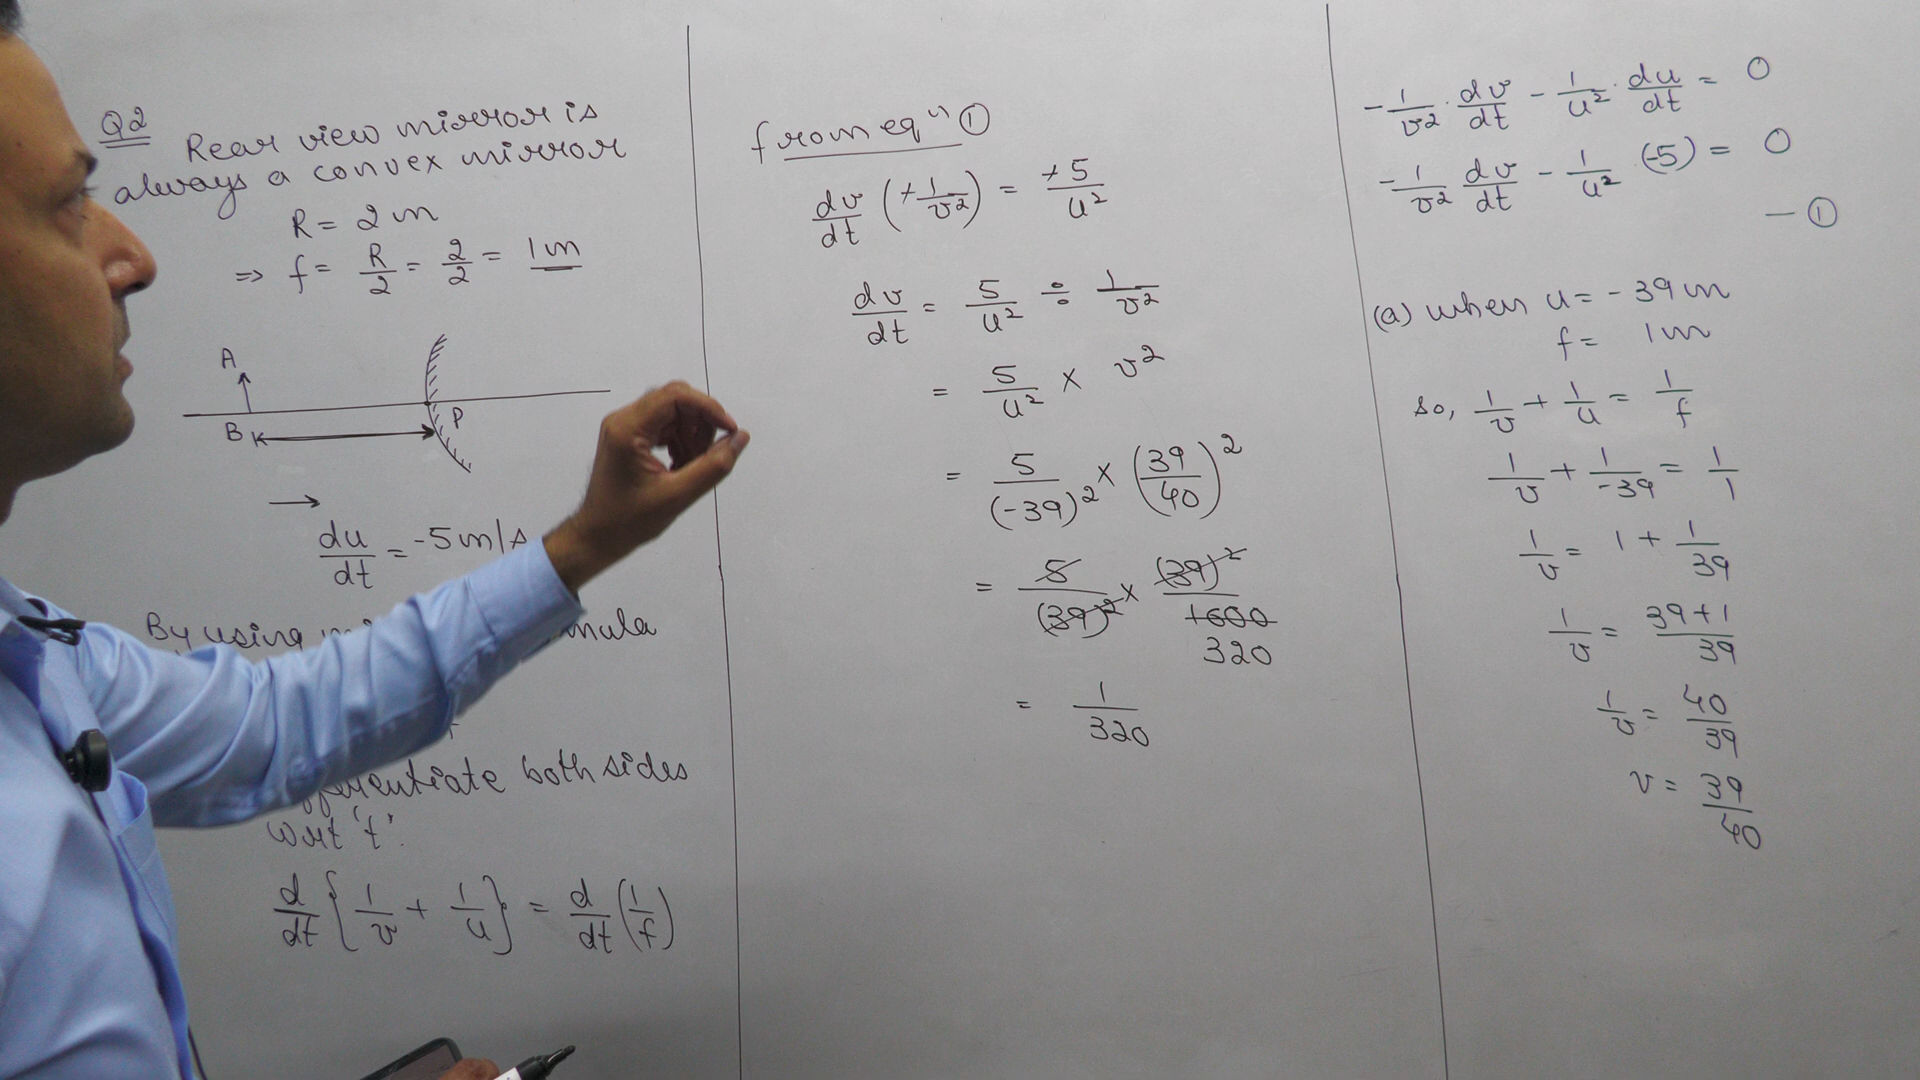 Q2 Rear view mirror is
always a convex mirror
R = 2 m
⇒ f = R/2 = 2/2 = 1m
A
B
P
du/dt = -5 m/s
By using
differentiate both sides
wrt 't'.
d/dt {1/v + 1/u} = d/dt (1/f)
from eqⁿ ①
dv/dt (+1/v²) = +5/u²
dv/dt = 5/u² ÷ 1/v²
= 5/u² × v²
= 5/(-39)² × (39/40)²
= 5/(39)² × (39)²/1600
320
= 1/320
-1/v² · dv/dt - 1/u² · du/dt = 0
-1/v² dv/dt - 1/u² (-5) = 0
— ①
(a) when u = -39 m
f = 1m
so, 1/v + 1/u = 1/f
1/v + 1/-39 = 1/1
1/v = 1 + 1/39
1/v = 39+1/39
1/v = 40/39
v = 39/40